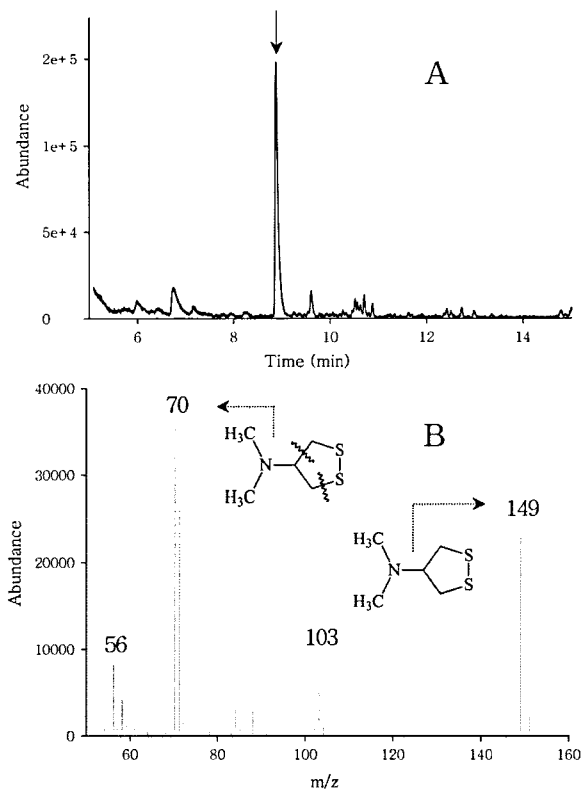 A
Abundance
2e+5
1e+5
5e+4
0
6 8 10 12 14
Time (min)
B
Abundance
40000
30000
20000
10000
0
70
H₃C
N
H₃C
S
S
149
H₃C
N
H₃C
S
S
103
56
60 80 100 120 140 160
m/z